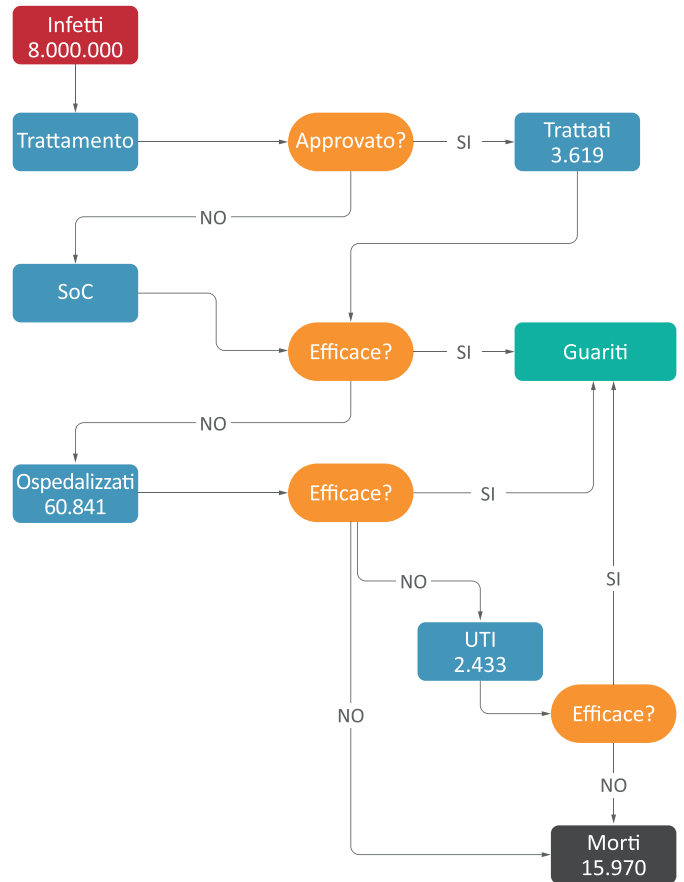 Infetti
8.000.000
Trattamento
Approvato?
SI
Trattati
3.619
NO
SoC
Efficace?
SI
Guariti
NO
Ospedalizzati
60.841
Efficace?
SI
NO
SI
UTI
2.433
NO
Efficace?
NO
Morti
15.970